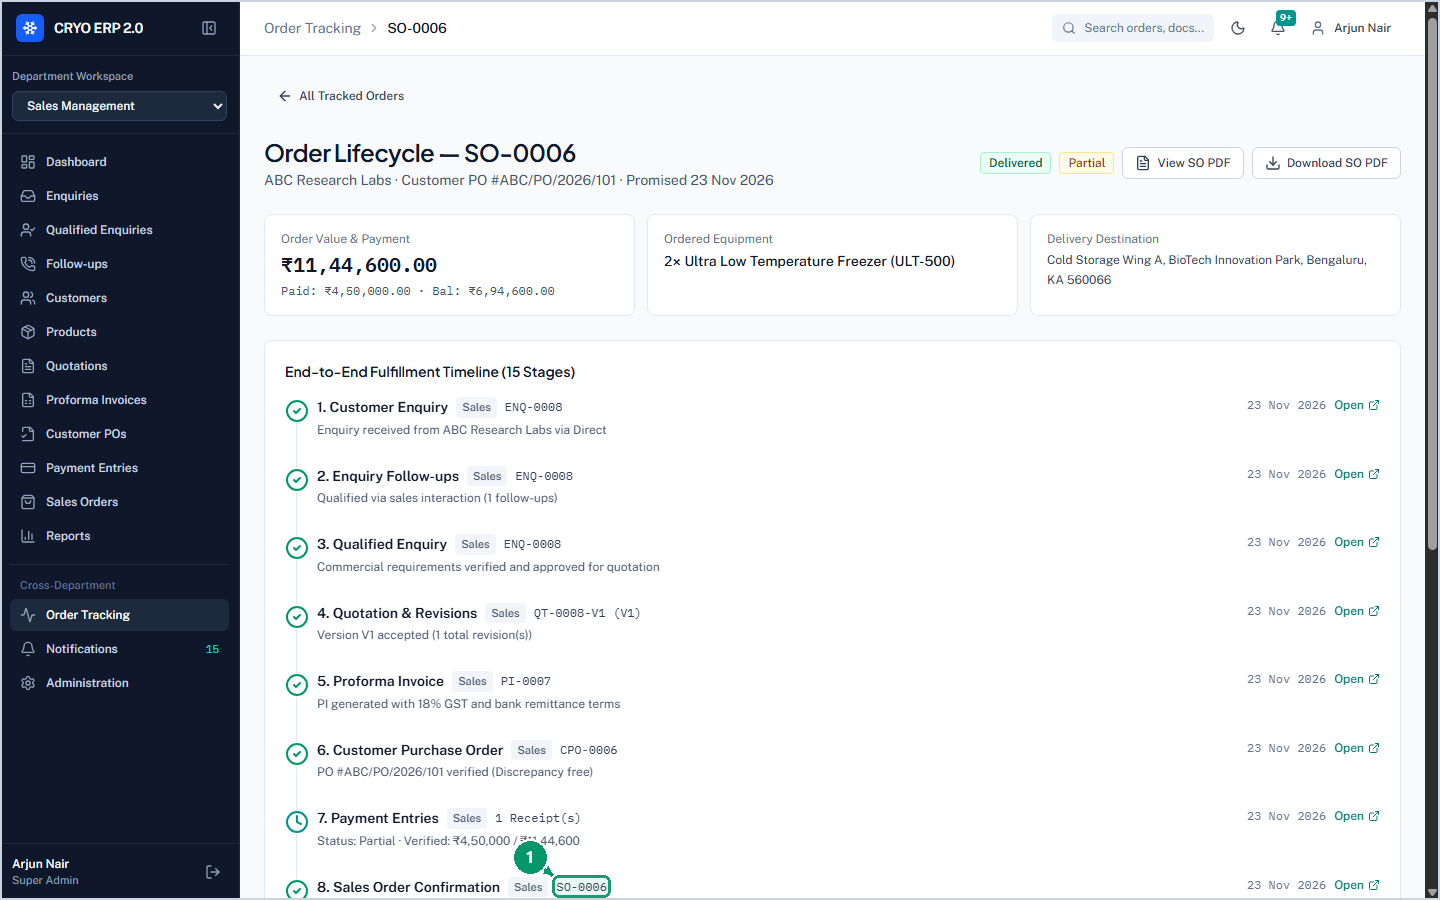 CRYO ERP 2.0
Department Workspace
Sales Management
Dashboard
Enquiries
Qualified Enquiries
Follow-ups
Customers
Products
Quotations
Proforma Invoices
Customer POs
Payment Entries
Sales Orders
Reports
Cross-Department
Order Tracking
Notifications 15
Administration
Arjun Nair
Super Admin
Order Tracking > SO-0006
Search orders, docs...
9+
Arjun Nair
All Tracked Orders
Order Lifecycle — SO-0006
ABC Research Labs · Customer PO #ABC/PO/2026/101 · Promised 23 Nov 2026
Delivered
Partial
View SO PDF
Download SO PDF
Order Value & Payment
₹11,44,600.00
Paid: ₹4,50,000.00 · Bal: ₹6,94,600.00
Ordered Equipment
2× Ultra Low Temperature Freezer (ULT-500)
Delivery Destination
Cold Storage Wing A, BioTech Innovation Park, Bengaluru,
KA 560066
End-to-End Fulfillment Timeline (15 Stages)
1. Customer Enquiry Sales ENQ-0008 23 Nov 2026 Open
Enquiry received from ABC Research Labs via Direct
2. Enquiry Follow-ups Sales ENQ-0008 23 Nov 2026 Open
Qualified via sales interaction (1 follow-ups)
3. Qualified Enquiry Sales ENQ-0008 23 Nov 2026 Open
Commercial requirements verified and approved for quotation
4. Quotation & Revisions Sales QT-0008-V1 (V1) 23 Nov 2026 Open
Version V1 accepted (1 total revision(s))
5. Proforma Invoice Sales PI-0007 23 Nov 2026 Open
PI generated with 18% GST and bank remittance terms
6. Customer Purchase Order Sales CPO-0006 23 Nov 2026 Open
PO #ABC/PO/2026/101 verified (Discrepancy free)
7. Payment Entries Sales 1 Receipt(s) 23 Nov 2026 Open
Status: Partial · Verified: ₹4,50,000 / ₹11,44,600
1
8. Sales Order Confirmation Sales SO-0006 23 Nov 2026 Open